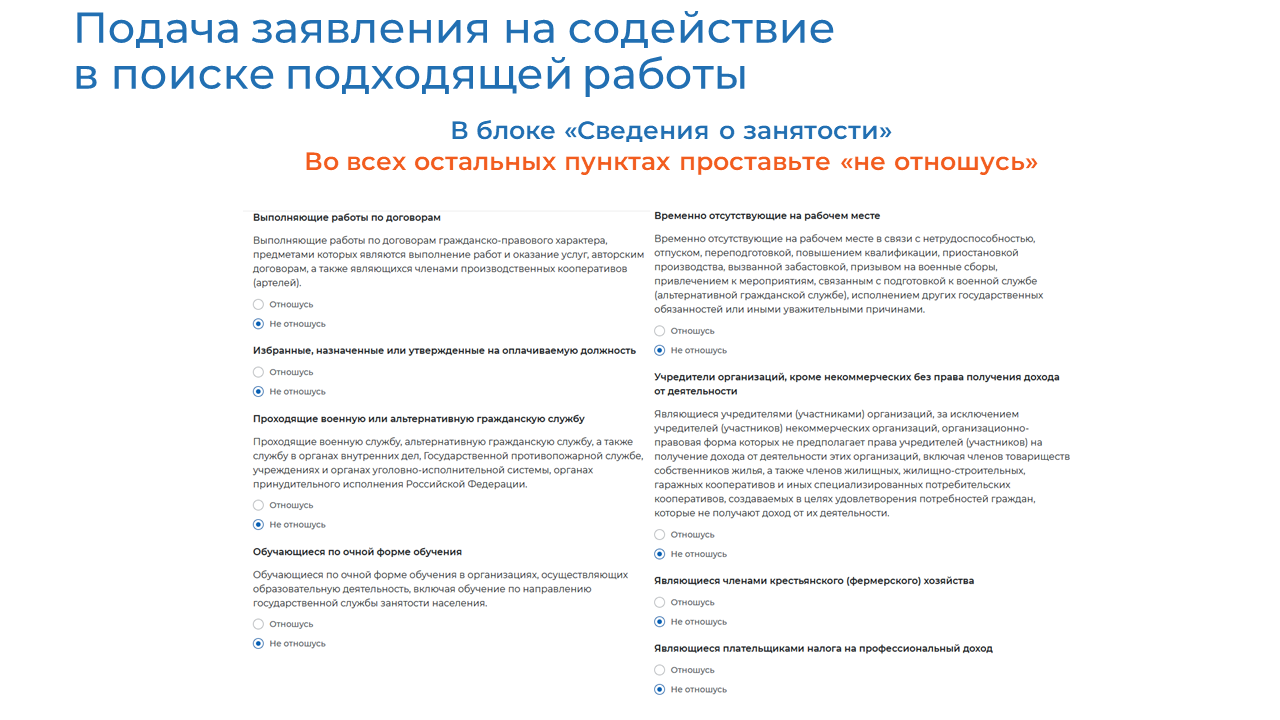 Подача заявления на содействие
в поиске подходящей работы
В блоке «Сведения о занятости»
Во всех остальных пунктах проставьте «не отношусь»
Выполняющие работы по договорам
Выполняющие работы по договорам гражданско-правового характера,
предметами которых являются выполнение работ и оказание услуг, авторским
договорам, а также являющихся членами производственных кооперативов
(артелей).
Отношусь
Не отношусь
Избранные, назначенные или утвержденные на оплачиваемую должность
Отношусь
Не отношусь
Проходящие военную или альтернативную гражданскую службу
Проходящие военную службу, альтернативную гражданскую службу, а также
службу в органах внутренних дел, Государственной противопожарной службе,
учреждениях и органах уголовно-исполнительной системы, органах
принудительного исполнения Российской Федерации.
Отношусь
Не отношусь
Обучающиеся по очной форме обучения
Обучающиеся по очной форме обучения в организациях, осуществляющих
образовательную деятельность, включая обучение по направлению
государственной службы занятости населения.
Отношусь
Не отношусь
Временно отсутствующие на рабочем месте
Временно отсутствующие на рабочем месте в связи с нетрудоспособностью,
отпуском, переподготовкой, повышением квалификации, приостановкой
производства, вызванной забастовкой, призывом на военные сборы,
привлечением к мероприятиям, связанным с подготовкой к военной службе
(альтернативной гражданской службе), исполнением других государственных
обязанностей или иными уважительными причинами.
Отношусь
Не отношусь
Учредители организаций, кроме некоммерческих без права получения дохода
от деятельности
Являющиеся учредителями (участниками) организаций, за исключением
учредителей (участников) некоммерческих организаций, организационно-
правовая форма которых не предполагает права учредителей (участников) на
получение дохода от деятельности этих организаций, включая членов товариществ
собственников жилья, а также членов жилищных, жилищно-строительных,
гаражных кооперативов и иных специализированных потребительских
кооперативов, создаваемых в целях удовлетворения потребностей граждан,
которые не получают доход от их деятельности.
Отношусь
Не отношусь
Являющиеся членами крестьянского (фермерского) хозяйства
Отношусь
Не отношусь
Являющиеся плательщиками налога на профессиональный доход
Отношусь
Не отношусь